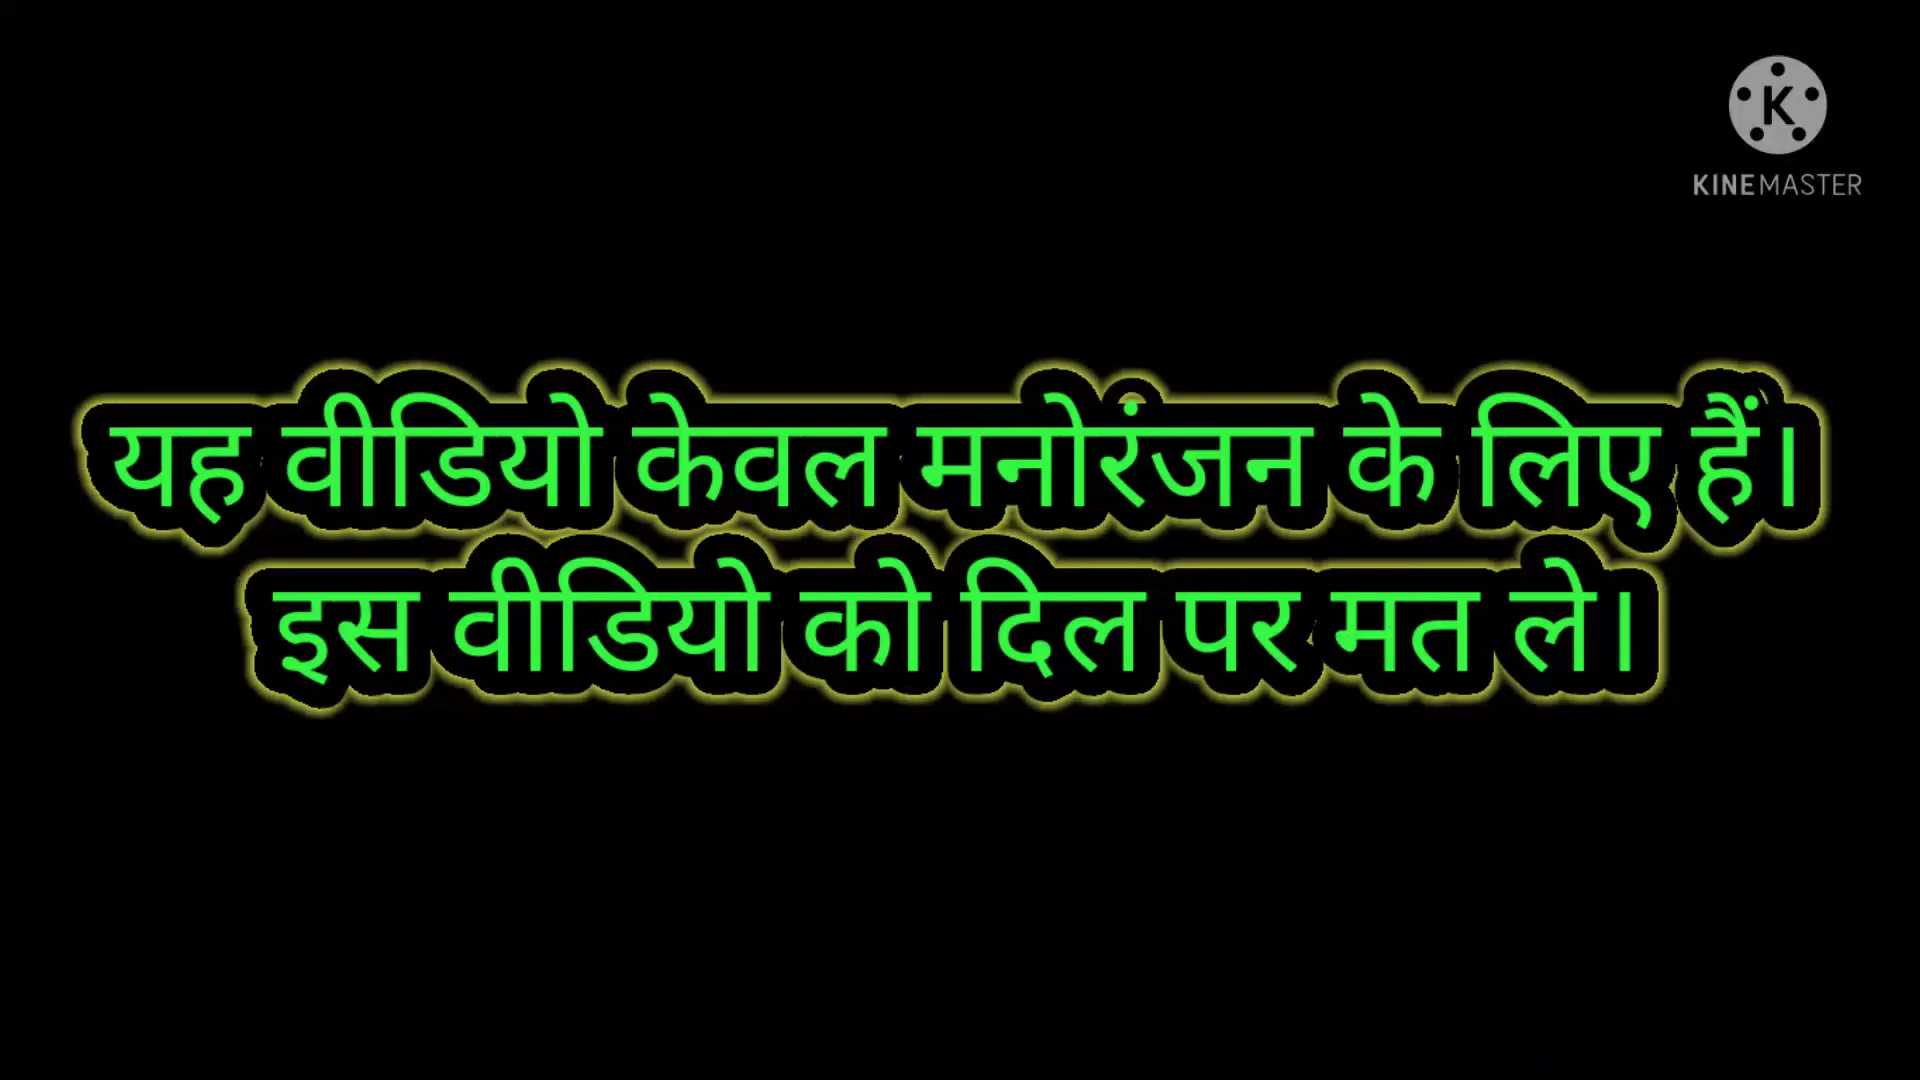 K
KINEMASTER
यह वीडियो केवल मनोरंजन के लिए हैं।
इस वीडियो को दिल पर मत ले।